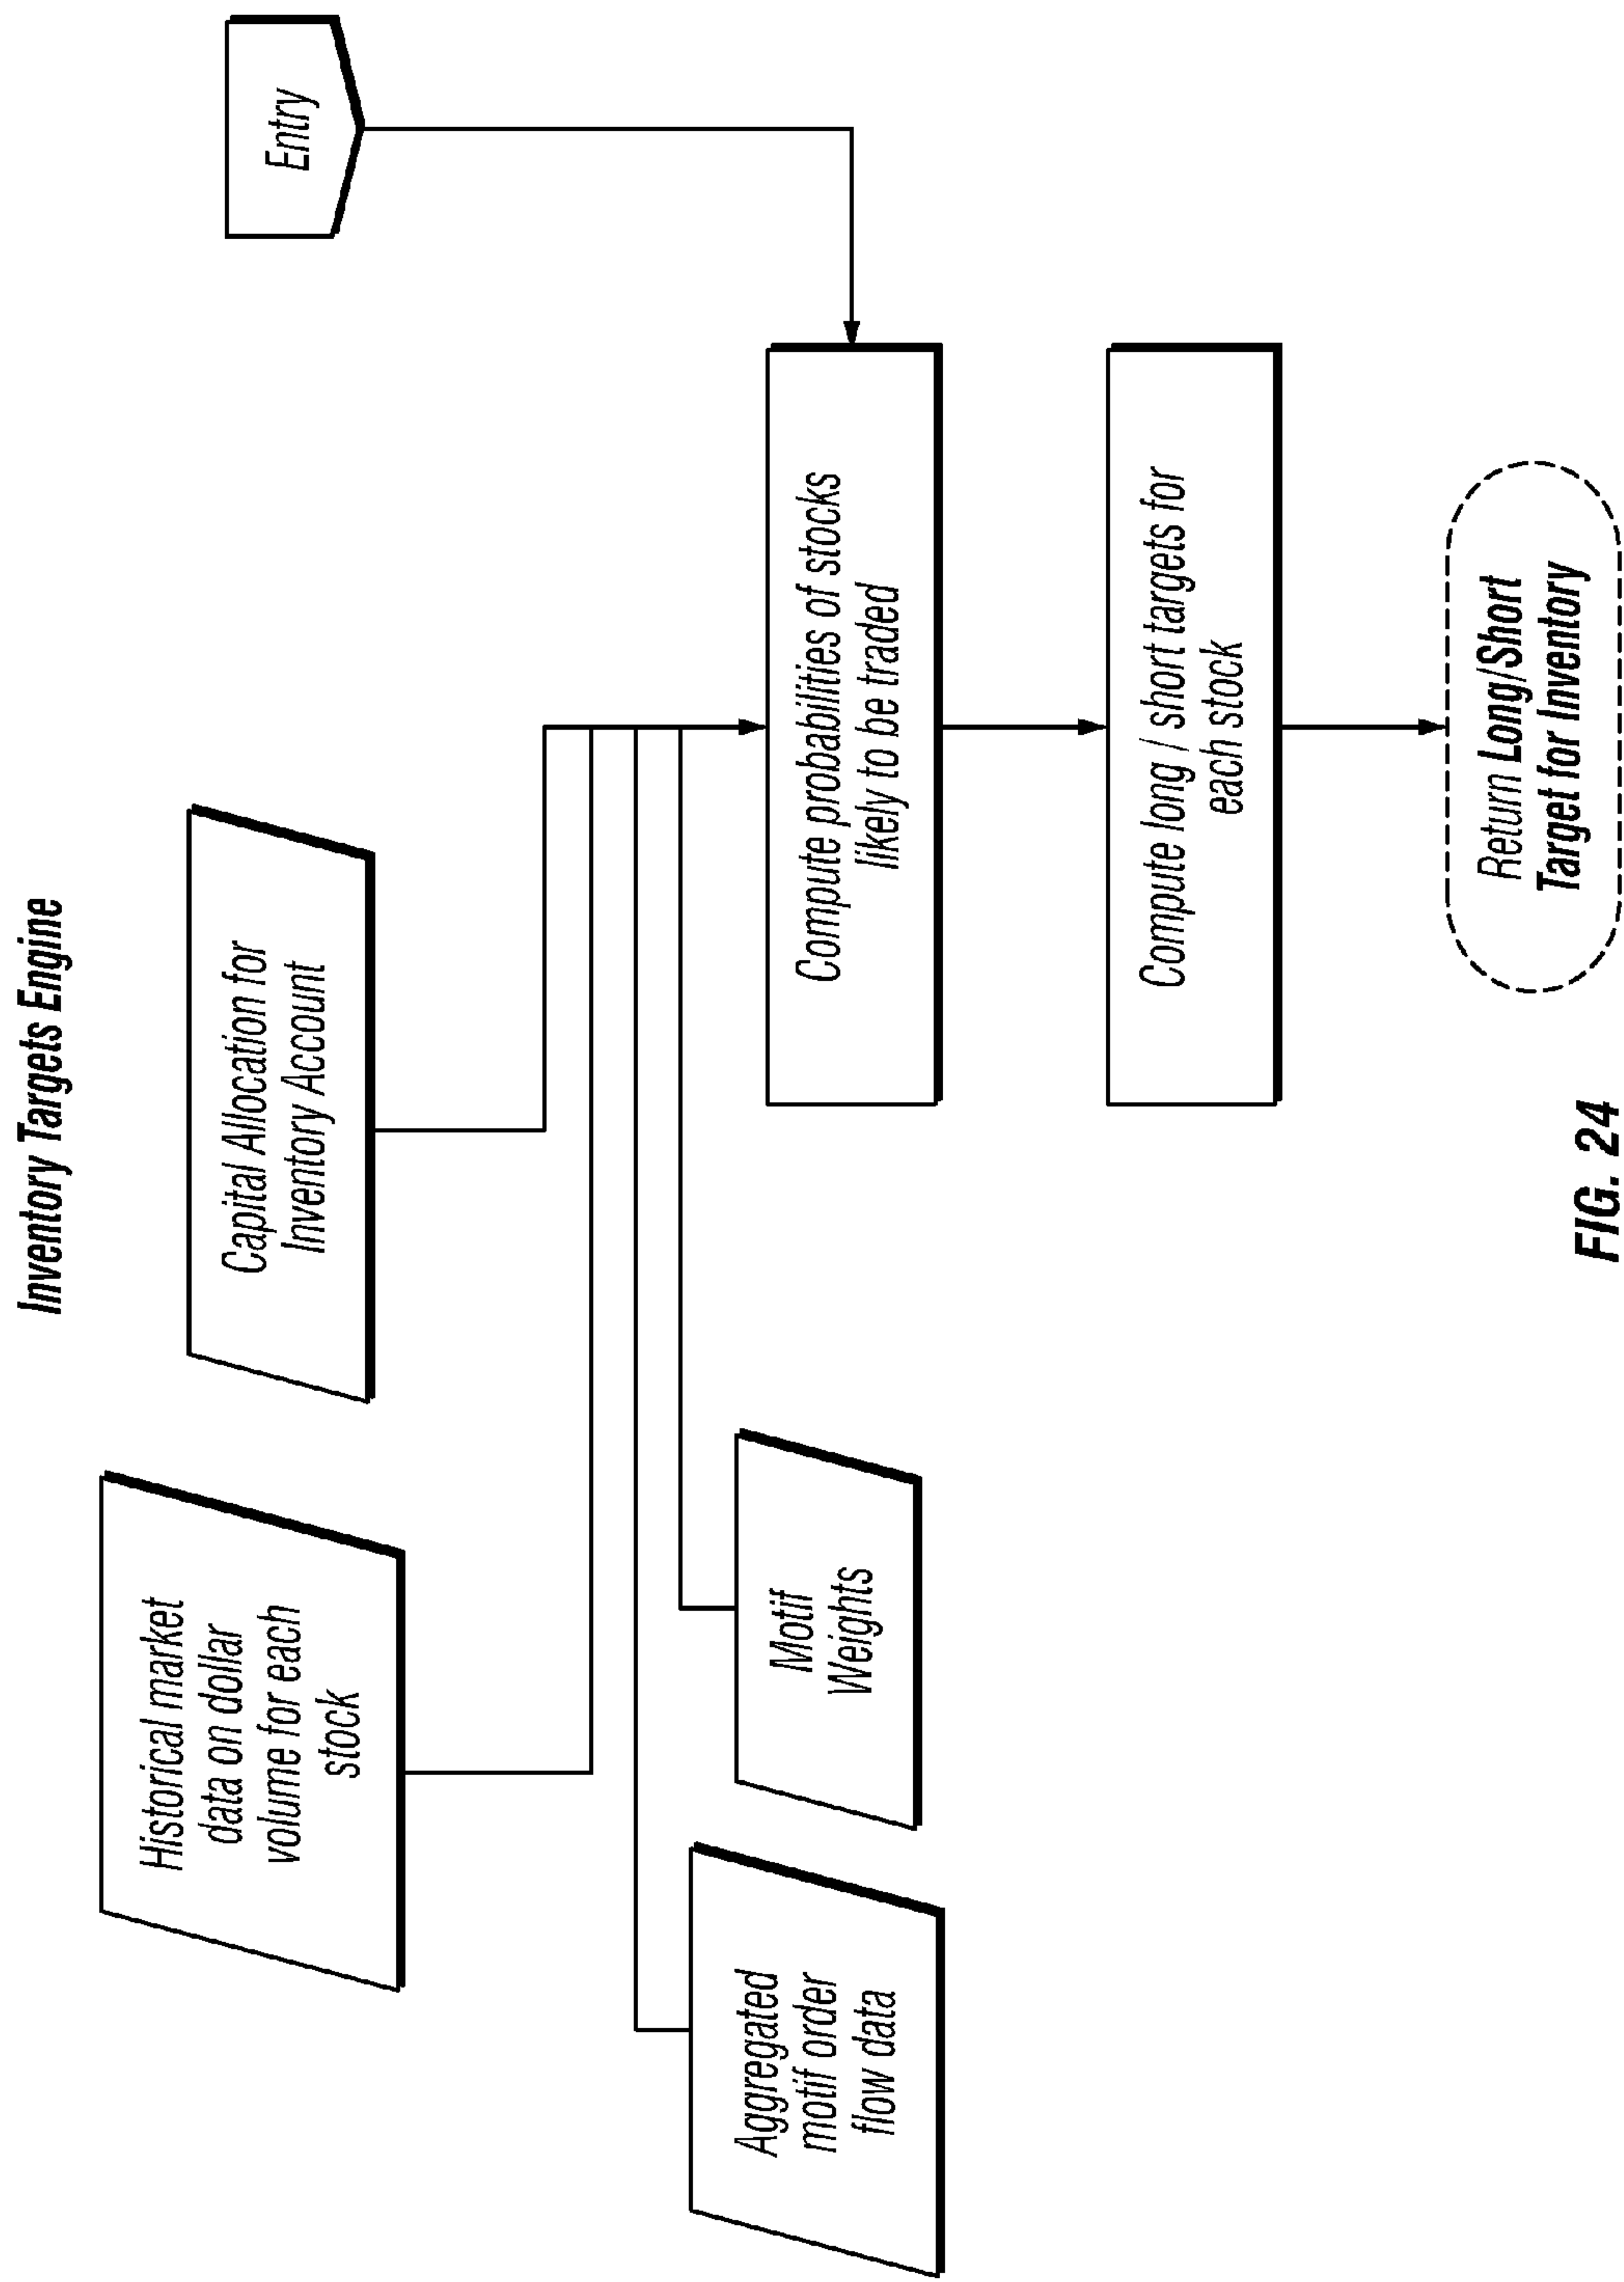 Inventory Targets Engine
Historical market
data on dollar
volume for each
stock
Capital Allocation for
Inventory Account
Entry
Aggregated
motif order
flow data
Motif
Weights
Compute probabilities of stocks
likely to be traded
Compute long / short targets for
each stock
Return Long/Short
Target for Inventory
FIG. 24